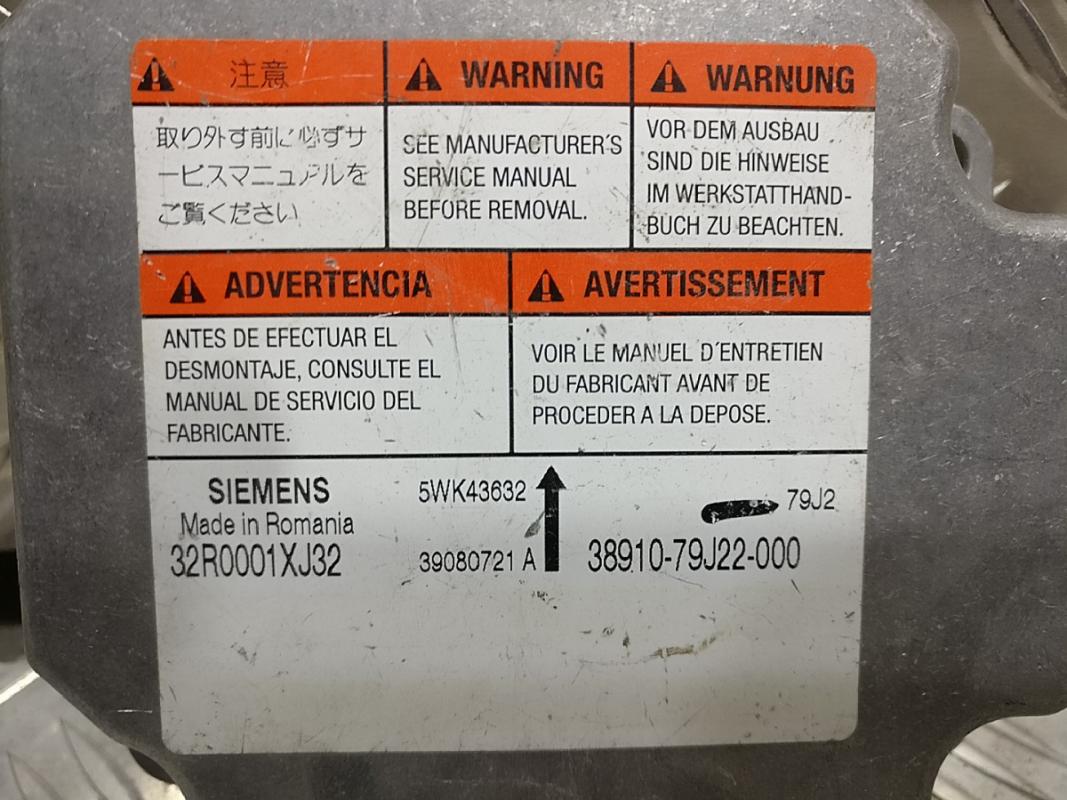 注意
取り外す前に必ずサ
ービスマニュアルを
ご覧ください
WARNING
SEE MANUFACTURER'S
SERVICE MANUAL
BEFORE REMOVAL.
WARNUNG
VOR DEM AUSBAU
SIND DIE HINWEISE
IM WERKSTATTHAND-
BUCH ZU BEACHTEN.
ADVERTENCIA
ANTES DE EFECTUAR EL
DESMONTAJE, CONSULTE EL
MANUAL DE SERVICIO DEL
FABRICANTE.
AVERTISSEMENT
VOIR LE MANUEL D'ENTRETIEN
DU FABRICANT AVANT DE
PROCEDER A LA DEPOSE.
SIEMENS 5WK43632 79J2
Made in Romania
32R0001XJ32 39080721 A 38910-79J22-000